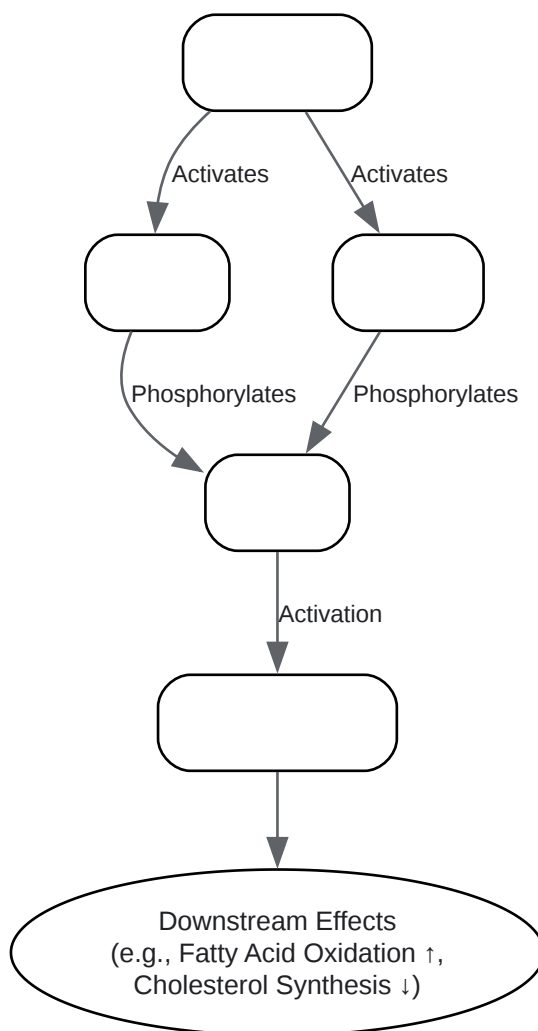 Activates
Activates
Phosphorylates
Phosphorylates
Activation
Downstream Effects
(e.g., Fatty Acid Oxidation ↑,
Cholesterol Synthesis ↓)